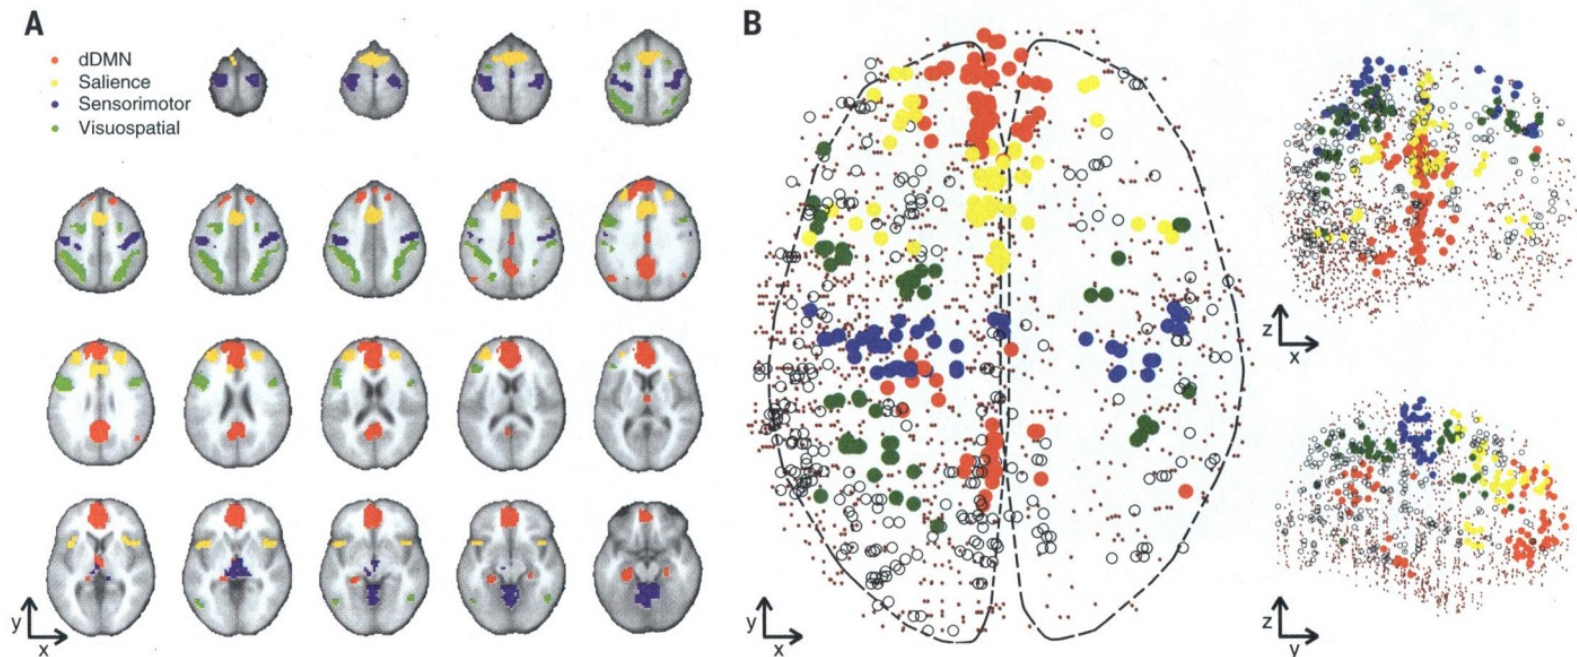 A
dDMN
Salience
Sensorimotor
Visuospatial
y
x
B
y
x
z
x
z
y